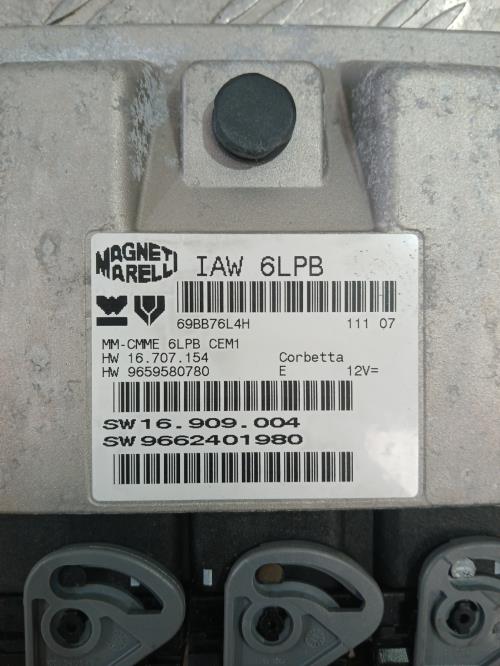 MAGNETI
MARELLI
IAW 6LPB
69BB76L4H 111 07
MM-CMME 6LPB CEM1
HW 16.707.154 Corbetta
HW 9659580780 E 12V=
SW16.909.004
SW9662401980